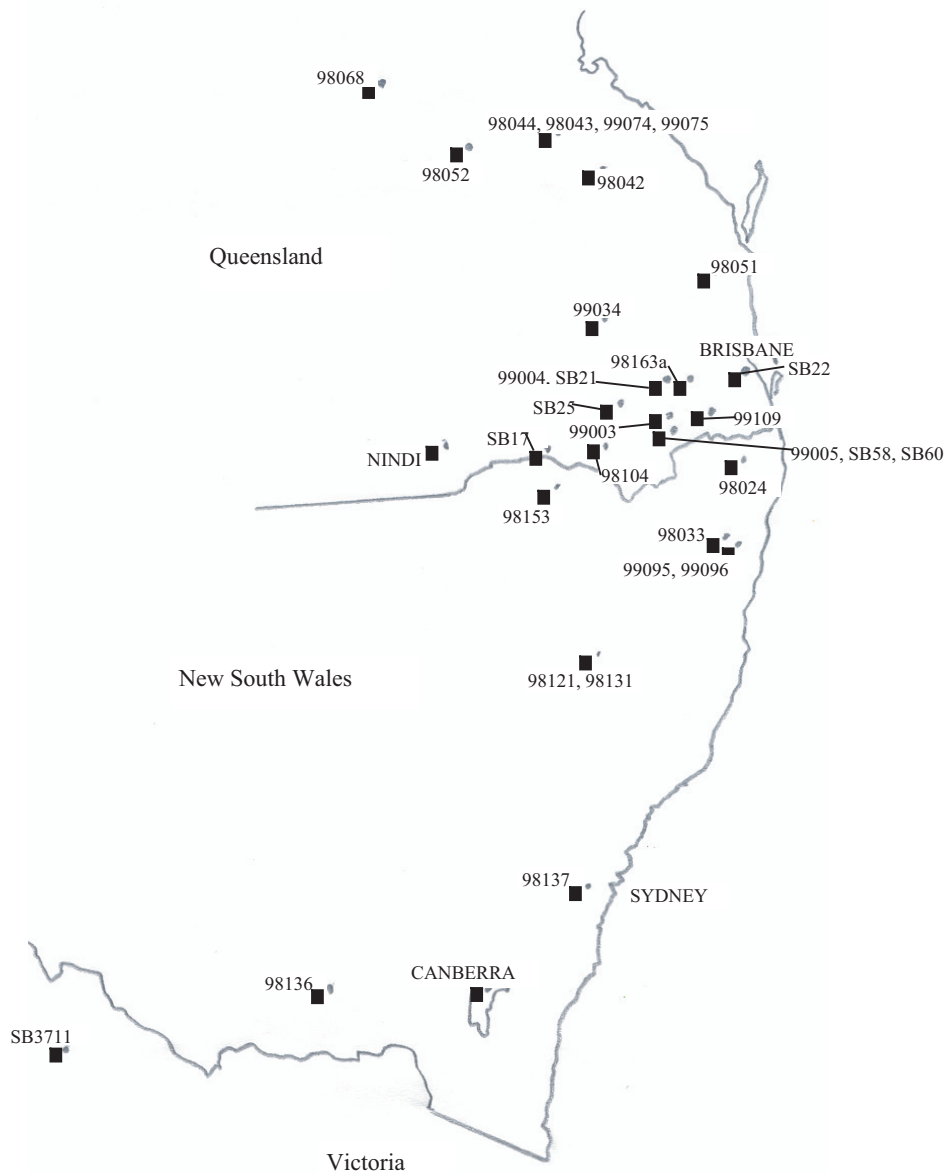 98068
98044, 98043, 99074, 99075
98052
98042
Queensland
98051
99034
BRISBANE
98163a
SB22
99004, SB21
SB25
99109
99003
SB17
NINDI
99005, SB58, SB60
98104
98024
98153
98033
99095, 99096
New South Wales
98121, 98131
98137
SYDNEY
CANBERRA
98136
SB3711
Victoria